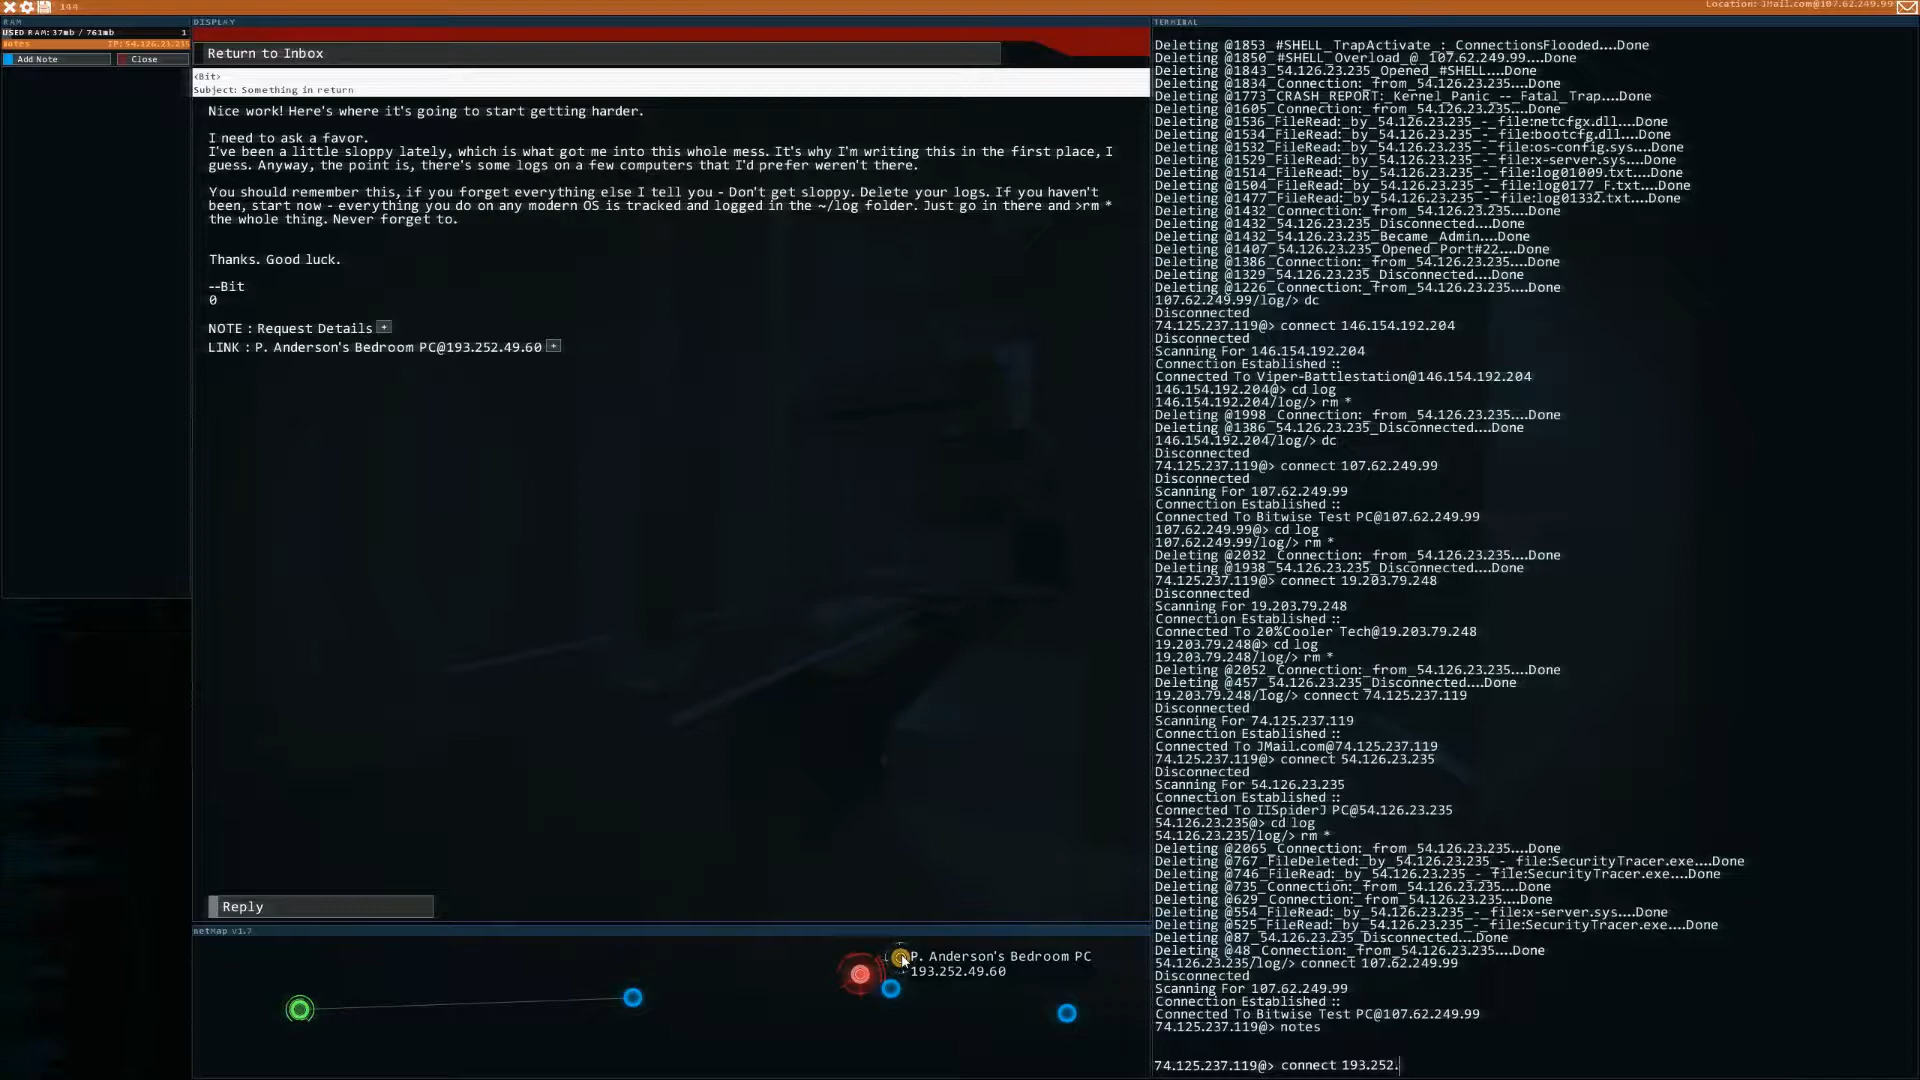 144
Location: JMail.com@107.62.249.99
RAM
USED RAM: 37mb / 761mb 1
Notes IP: 54.126.23.235
Add Note
Close
DISPLAY
Return to Inbox
<Bit>
Subject: Something in return
Nice work! Here's where it's going to start getting harder.
I need to ask a favor.
I've been a little sloppy lately, which is what got me into this whole mess. It's why I'm writing this in the first place, I
guess. Anyway, the point is, there's some logs on a few computers that I'd prefer weren't there.
You should remember this, if you forget everything else I tell you - Don't get sloppy. Delete your logs. If you haven't
been, start now - everything you do on any modern OS is tracked and logged in the ~/log folder. Just go in there and >rm *
the whole thing. Never forget to.
Thanks. Good luck.
--Bit
0
NOTE : Request Details +
LINK : P. Anderson's Bedroom PC@193.252.49.60 +
Reply
netMap v1.7
P. Anderson's Bedroom PC
193.252.49.60
TERMINAL
Deleting @1853_#SHELL_TrapActivate_:_ConnectionsFlooded....Done
Deleting @1850_#SHELL_Overload_@_107.62.249.99....Done
Deleting @1843_54.126.23.235_Opened_#SHELL....Done
Deleting @1834_Connection:_from_54.126.23.235....Done
Deleting @1773_CRASH_REPORT:_Kernel_Panic_--_Fatal_Trap....Done
Deleting @1605_Connection:_from_54.126.23.235....Done
Deleting @1536_FileRead:_by_54.126.23.235_-_file:netcfgx.dll....Done
Deleting @1534_FileRead:_by_54.126.23.235_-_file:bootcfg.dll....Done
Deleting @1532_FileRead:_by_54.126.23.235_-_file:os-config.sys....Done
Deleting @1529_FileRead:_by_54.126.23.235_-_file:x-server.sys....Done
Deleting @1514_FileRead:_by_54.126.23.235_-_file:log01009.txt....Done
Deleting @1504_FileRead:_by_54.126.23.235_-_file:log0177_F.txt....Done
Deleting @1477_FileRead:_by_54.126.23.235_-_file:log01332.txt....Done
Deleting @1432_Connection:_from_54.126.23.235....Done
Deleting @1432_54.126.23.235_Disconnected....Done
Deleting @1432_54.126.23.235_Became_Admin....Done
Deleting @1407_54.126.23.235_Opened_Port#22....Done
Deleting @1386_Connection:_from_54.126.23.235....Done
Deleting @1329_54.126.23.235_Disconnected....Done
Deleting @1226_Connection:_from_54.126.23.235....Done
107.62.249.99/log/> dc
Disconnected
74.125.237.119@> connect 146.154.192.204
Disconnected
Scanning For 146.154.192.204
Connection Established ::
Connected To Viper-Battlestation@146.154.192.204
146.154.192.204@> cd log
146.154.192.204/log/> rm *
Deleting @1998_Connection:_from_54.126.23.235....Done
Deleting @1386_54.126.23.235_Disconnected....Done
146.154.192.204/log/> dc
Disconnected
74.125.237.119@> connect 107.62.249.99
Disconnected
Scanning For 107.62.249.99
Connection Established ::
Connected To Bitwise Test PC@107.62.249.99
107.62.249.99@> cd log
107.62.249.99/log/> rm *
Deleting @2032_Connection:_from_54.126.23.235....Done
Deleting @1938_54.126.23.235_Disconnected....Done
74.125.237.119@> connect 19.203.79.248
Disconnected
Scanning For 19.203.79.248
Connection Established ::
Connected To 20%Cooler Tech@19.203.79.248
19.203.79.248@> cd log
19.203.79.248/log/> rm *
Deleting @2052_Connection:_from_54.126.23.235....Done
Deleting @457_54.126.23.235_Disconnected....Done
19.203.79.248/log/> connect 74.125.237.119
Disconnected
Scanning For 74.125.237.119
Connection Established ::
Connected To JMail.com@74.125.237.119
74.125.237.119@> connect 54.126.23.235
Disconnected
Scanning For 54.126.23.235
Connection Established ::
Connected To IISpiderJ PC@54.126.23.235
54.126.23.235@> cd log
54.126.23.235/log/> rm *
Deleting @2065_Connection:_from_54.126.23.235....Done
Deleting @767_FileDeleted:_by_54.126.23.235_-_file:SecurityTracer.exe....Done
Deleting @746_FileRead:_by_54.126.23.235_-_file:SecurityTracer.exe....Done
Deleting @735_Connection:_from_54.126.23.235....Done
Deleting @629_Connection:_from_54.126.23.235....Done
Deleting @554_FileRead:_by_54.126.23.235_-_file:x-server.sys....Done
Deleting @525_FileRead:_by_54.126.23.235_-_file:SecurityTracer.exe....Done
Deleting @87_54.126.23.235_Disconnected....Done
Deleting @48_Connection:_from_54.126.23.235....Done
54.126.23.235/log/> connect 107.62.249.99
Disconnected
Scanning For 107.62.249.99
Connection Established ::
Connected To Bitwise Test PC@107.62.249.99
74.125.237.119@> notes
74.125.237.119@> connect 193.252.